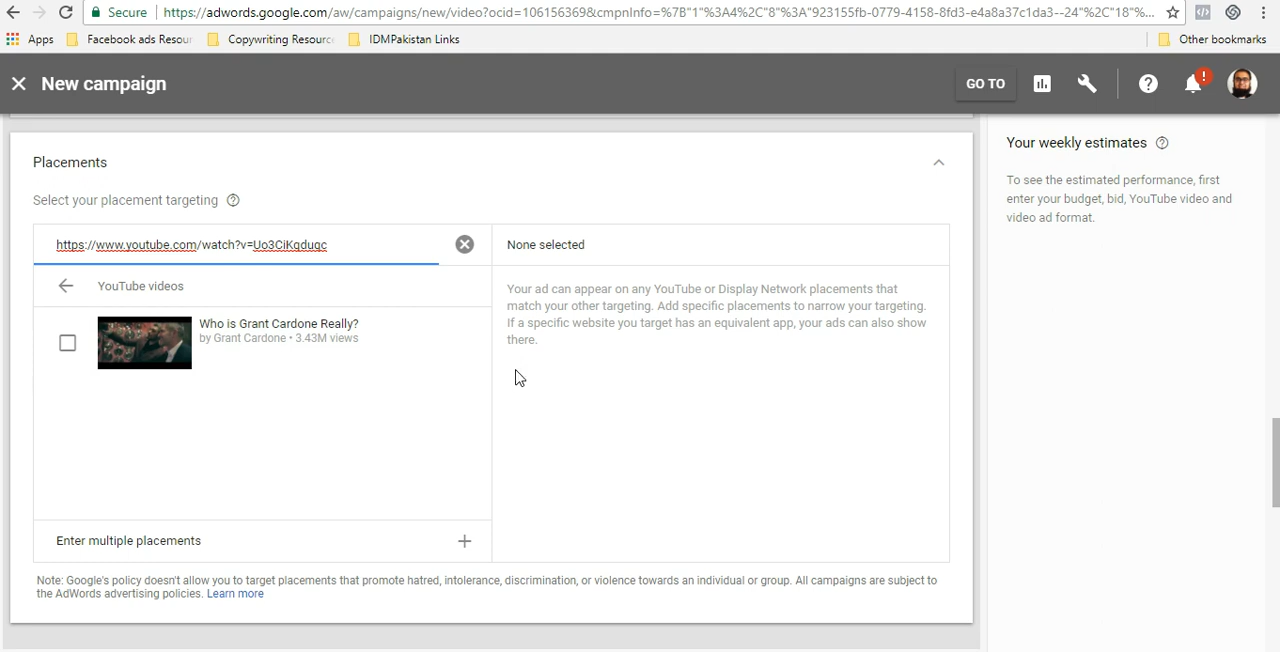 Secure
https://adwords.google.com/aw/campaigns/new/video?ocid=106156369&cmpnInfo=%7B"1"%3A4%2C"8"%3A"923155fb-0779-4158-8fd3-e4a8a37c1da3--24"%2C"18"%...
Apps Facebook ads Resou Copywriting Resourc IDMPakistan Links Other bookmarks
New campaign
GO TO
!
Placements
Your weekly estimates
To see the estimated performance, first
enter your budget, bid, YouTube video and
video ad format.
Select your placement targeting
https://www.youtube.com/watch?v=Uo3CiKqduqc
None selected
YouTube videos
Who is Grant Cardone Really?
by Grant Cardone • 3.43M views
Your ad can appear on any YouTube or Display Network placements that
match your other targeting. Add specific placements to narrow your targeting.
If a specific website you target has an equivalent app, your ads can also show
there.
Enter multiple placements
Note: Google's policy doesn't allow you to target placements that promote hatred, intolerance, discrimination, or violence towards an individual or group. All campaigns are subject to
the AdWords advertising policies. Learn more